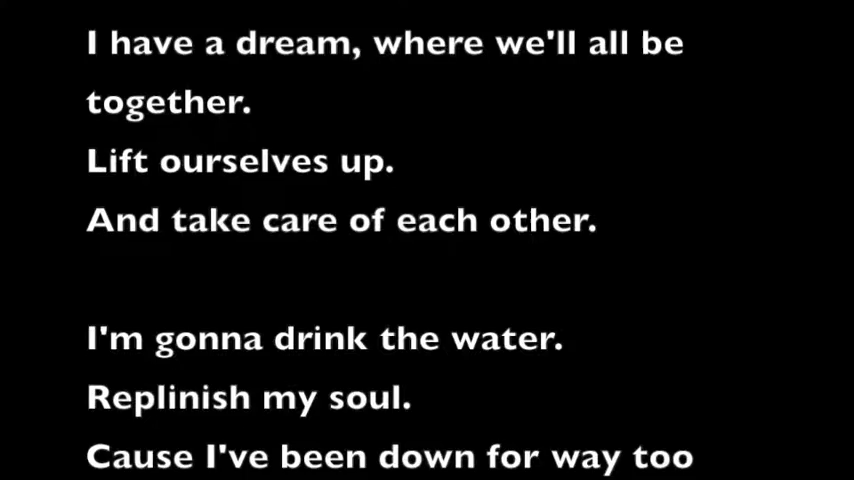 I have a dream, where we'll all be
together.
Lift ourselves up.
And take care of each other.
I'm gonna drink the water.
Replinish my soul.
Cause I've been down for way too